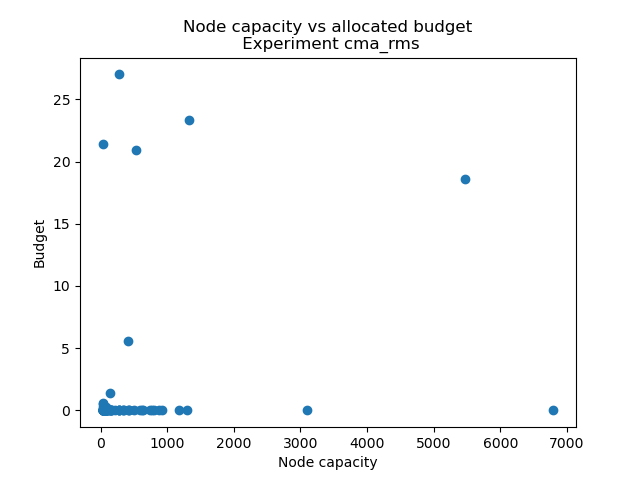 Node capacity vs allocated budget
Experiment cma_rms
25
20
15
10
5
0
Budget
0 1000 2000 3000 4000 5000 6000 7000
Node capacity